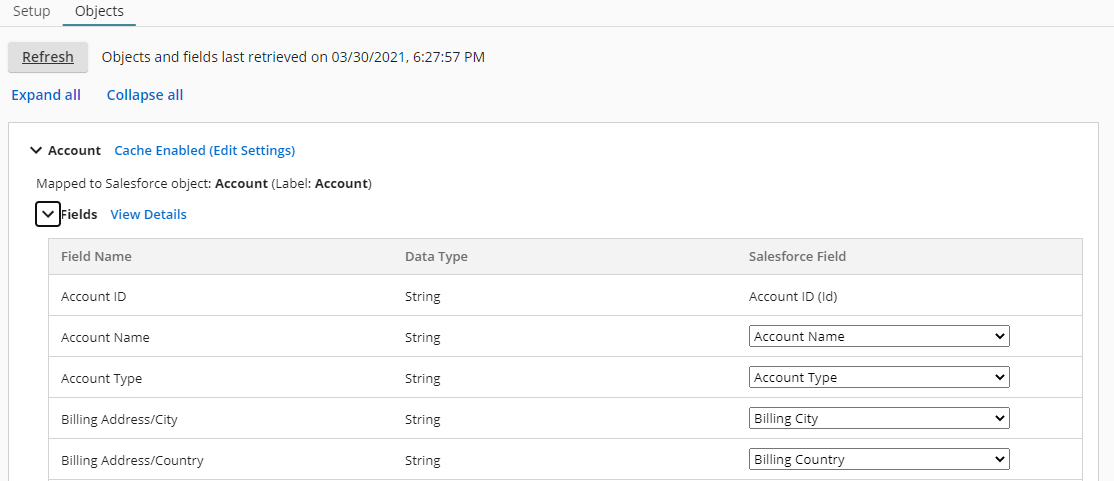 Setup Objects
Refresh Objects and fields last retrieved on 03/30/2021, 6:27:57 PM
Expand all Collapse all
Account Cache Enabled (Edit Settings)
Mapped to Salesforce object: Account (Label: Account)
Fields View Details
Field Name Data Type Salesforce Field
Account ID String Account ID (Id)
Account Name String Account Name
Account Type String Account Type
Billing Address/City String Billing City
Billing Address/Country String Billing Country